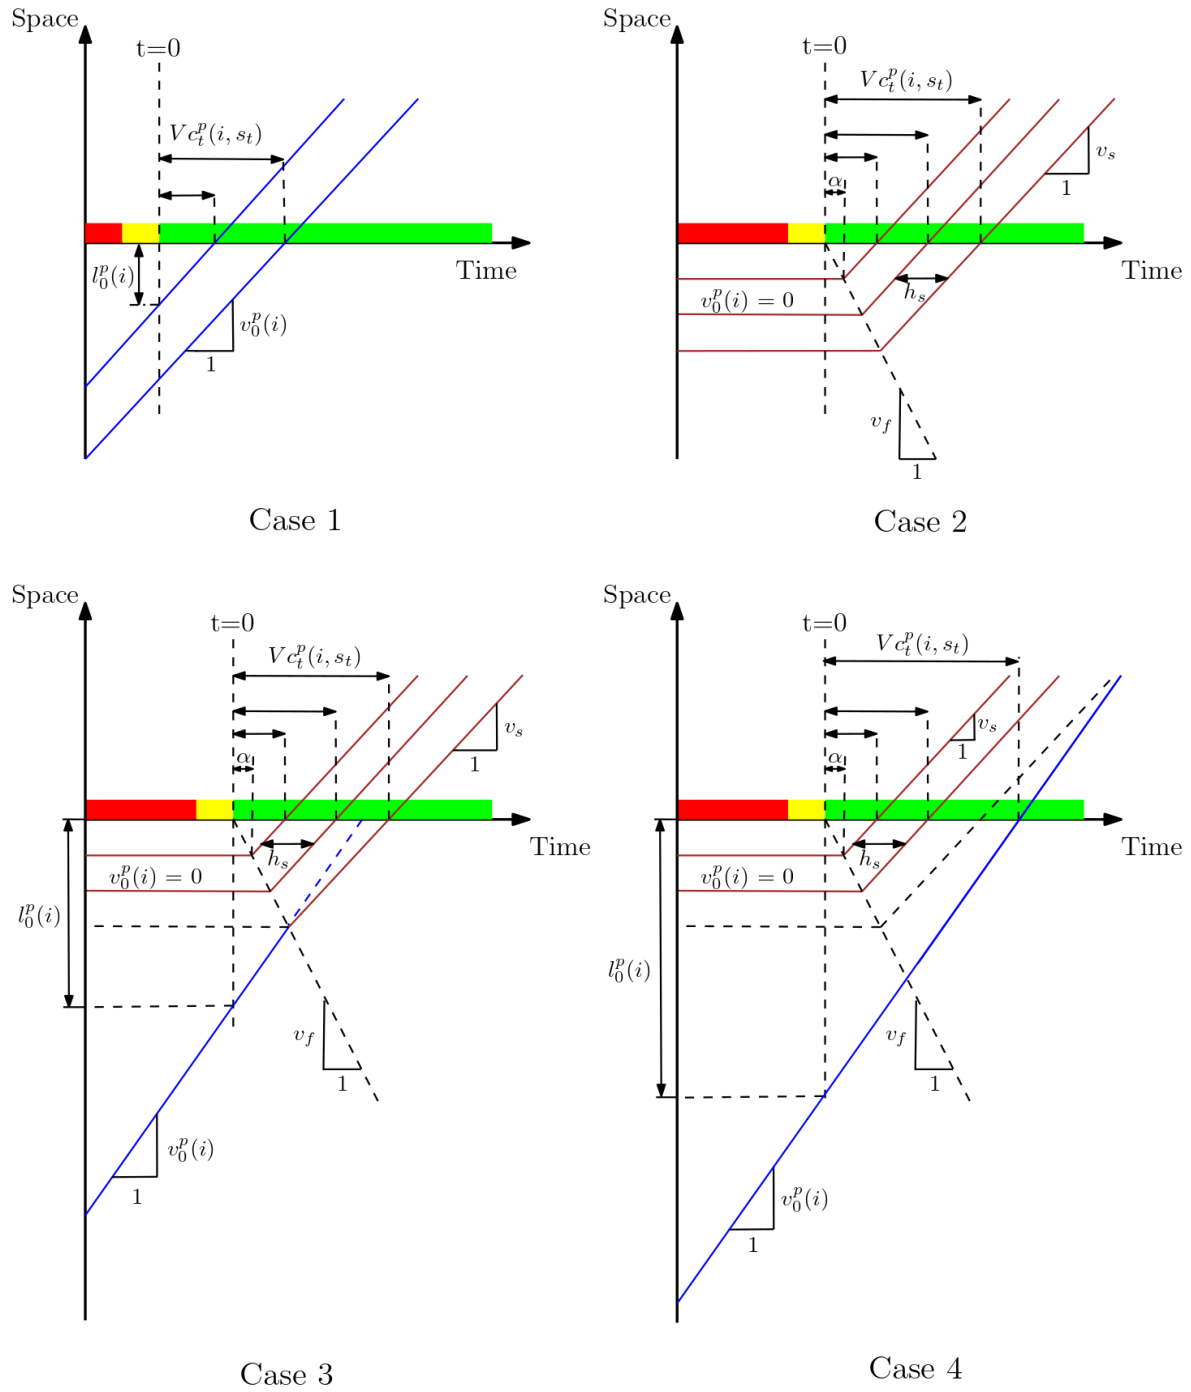 Space
t=0
Vc_t^p(i, s_t)
l_0^p(i)
Time
v_0^p(i)
1
Case 1
Space
t=0
Vc_t^p(i, s_t)
α
v_s
1
Time
h_s
v_0^p(i) = 0
v_f
1
Case 2
Space
t=0
Vc_t^p(i, s_t)
α
v_s
1
Time
h_s
v_0^p(i) = 0
l_0^p(i)
v_f
1
v_0^p(i)
1
Case 3
Space
t=0
Vc_t^p(i, s_t)
α
v_s
1
Time
h_s
v_0^p(i) = 0
l_0^p(i)
v_f
1
v_0^p(i)
1
Case 4